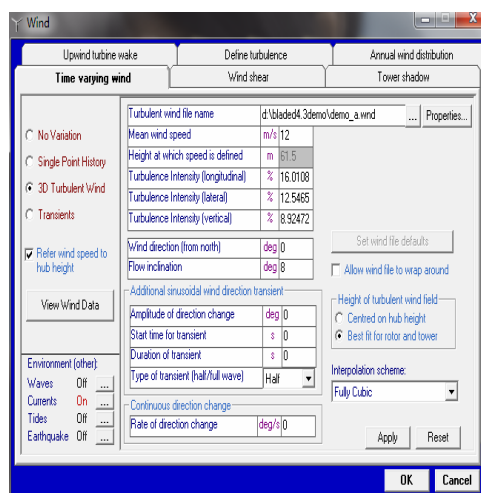 Wind
X
Upwind turbine wake
Define turbulence
Annual wind distribution
Time varying wind
Wind shear
Tower shadow
No Variation
Single Point History
3D Turbulent Wind
Transients
Refer wind speed to
hub height
View Wind Data
Environment (other):
Waves Off ...
Currents On ...
Tides Off ...
Earthquake Off ...
Turbulent wind file name d:\bladed4.3demo\demo_a.wnd ... Properties...
Mean wind speed m/s 12
Height at which speed is defined m 61.5
Turbulence Intensity (longitudinal) % 16.0108
Turbulence Intensity (lateral) % 12.5465
Turbulence Intensity (vertical) % 8.92472
Wind direction (from north) deg 0
Flow inclination deg 8
Additional sinusoidal wind direction transient
Amplitude of direction change deg 0
Start time for transient s 0
Duration of transient s 0
Type of transient (half/full wave) Half
Continuous direction change
Rate of direction change deg/s 0
Set wind file defaults
Allow wind file to wrap around
Height of turbulent wind field
Centred on hub height
Best fit for rotor and tower
Interpolation scheme:
Fully Cubic
Apply Reset
OK Cancel